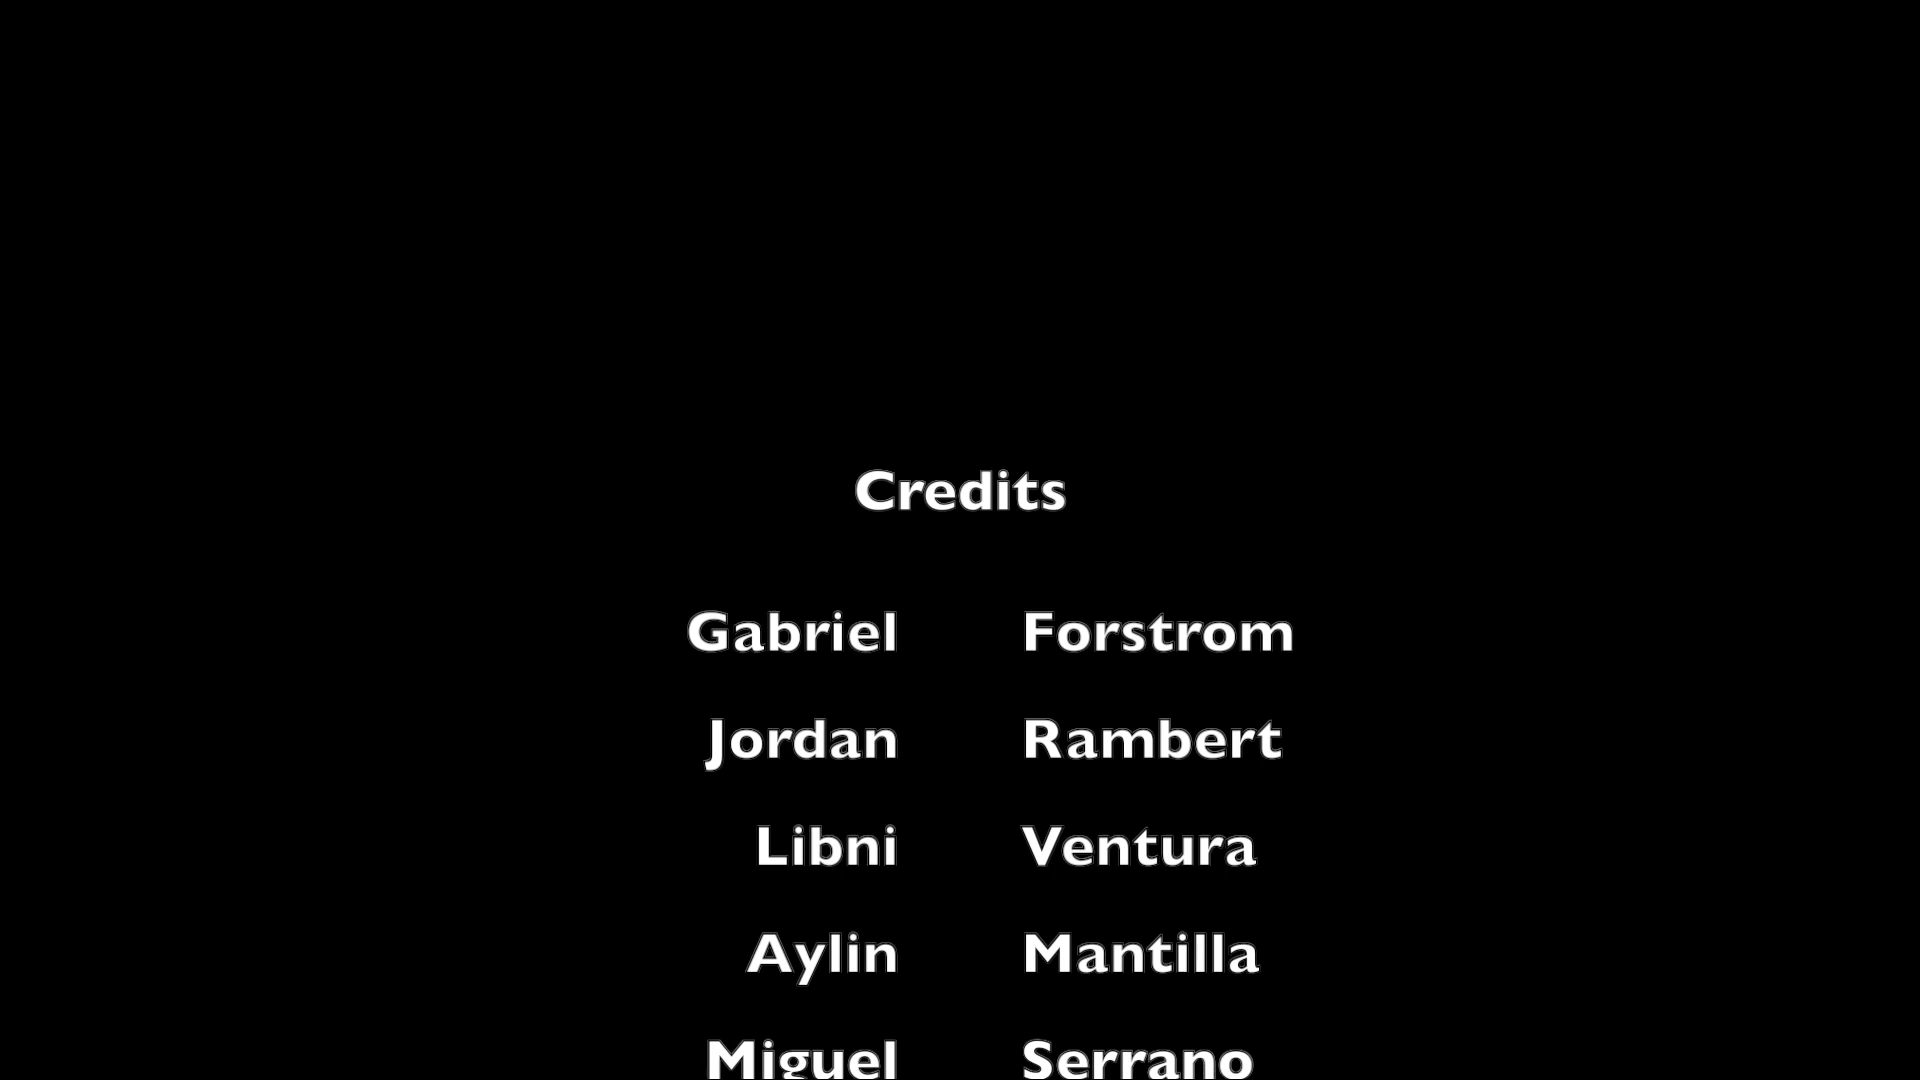 Credits
Gabriel Forstrom
Jordan Rambert
Libni Ventura
Aylin Mantilla
Miguel Serrano